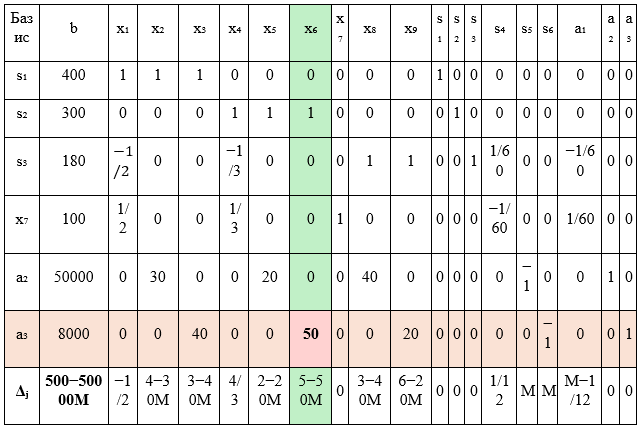 Базис b x₁ x₂ x₃ x₄ x₅ x₆ x₇ x₈ x₉ s₁ s₂ s₃ s₄ s₅ s₆ a₁ a₂ a₃
s₁ 400 1 1 1 0 0 0 0 0 0 1 0 0 0 0 0 0 0 0
s₂ 300 0 0 0 1 1 1 0 0 0 0 1 0 0 0 0 0 0 0
s₃ 180 −1/2 0 0 −1/3 0 0 0 1 1 0 0 1 1/60 0 0 −1/60 0 0
x₇ 100 1/2 0 0 1/3 0 0 1 0 0 0 0 0 −1/60 0 0 1/60 0 0
a₂ 50000 0 30 0 0 20 0 0 40 0 0 0 0 0 −1 0 0 1 0
a₃ 8000 0 0 40 0 0 50 0 0 20 0 0 0 0 0 −1 0 0 1
Δⱼ 500−50000M −1/2 4−30M 3−40M 4/3 2−20M 5−50M 0 3−40M 6−20M 0 0 0 1/12 M M M−1/12 0 0